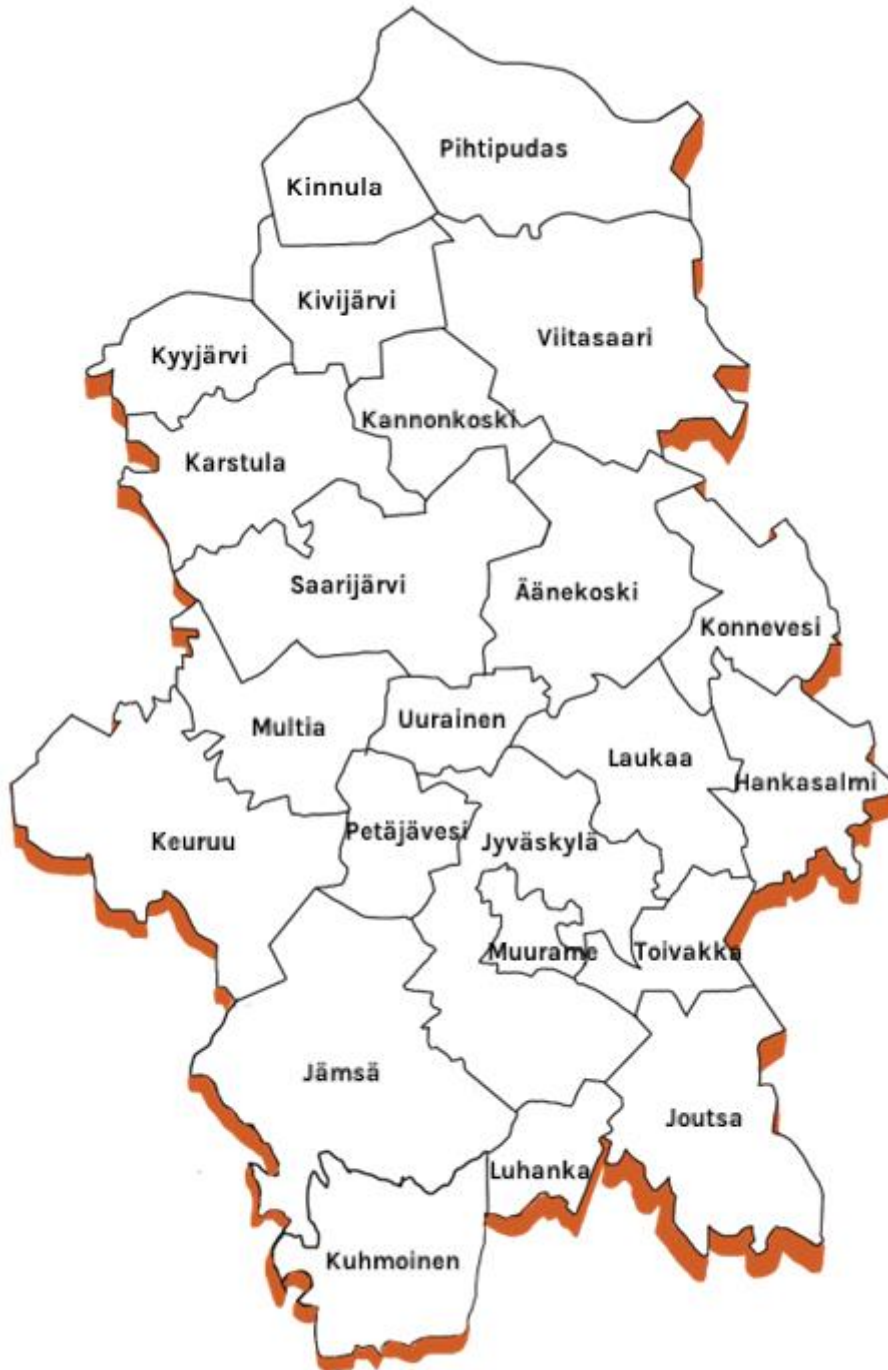 Pihtipudas
Kinnula
Kivijärvi
Viitasaari
Kyyjärvi
Kannonkoski
Karstula
Saarijärvi
Äänekoski
Konnevesi
Multia
Uurainen
Laukaa
Hankasalmi
Keuruu
Petäjävesi
Jyväskylä
Muurame
Toivakka
Jämsä
Joutsa
Luhanka
Kuhmoinen